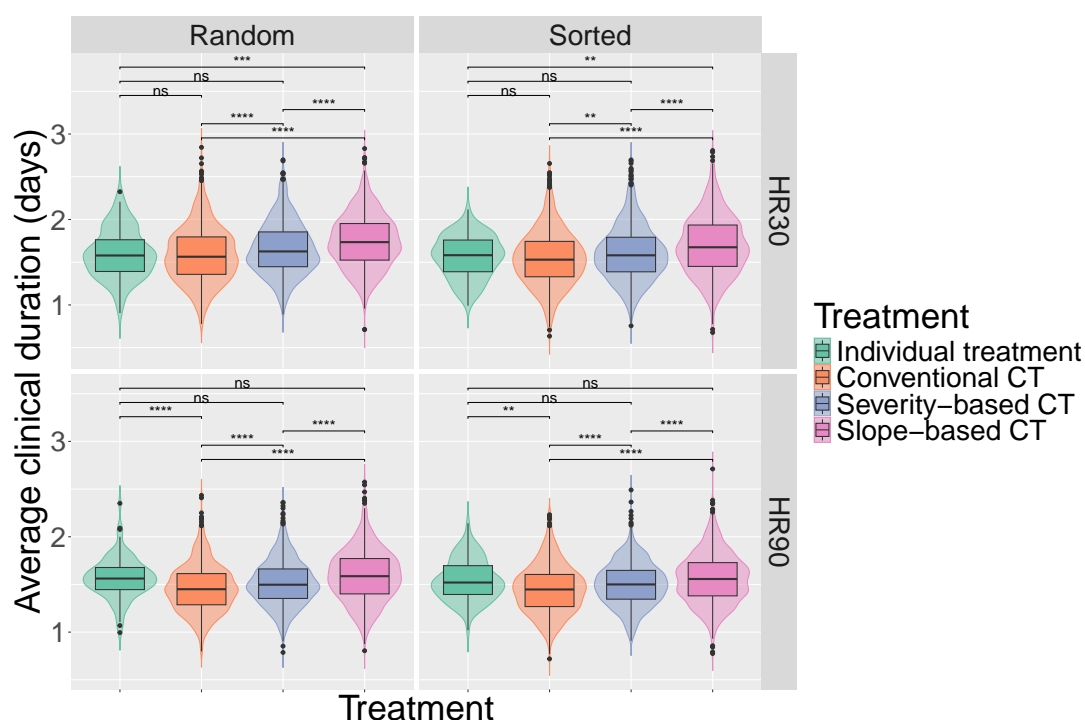 Random
Sorted
***
ns
ns
****
****
****
**
ns
ns
****
**
****
HR30
3
2
1
ns
ns
****
****
****
****
ns
ns
**
****
****
****
HR90
3
2
1
Average clinical duration (days)
Treatment
Treatment
Individual treatment
Conventional CT
Severity−based CT
Slope−based CT